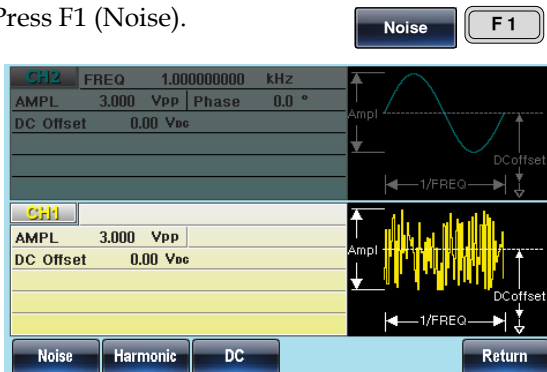 Press F1 (Noise).
Noise F 1
CH2 FREQ 1.000000000 kHz
AMPL 3.000 Vpp Phase 0.0 °
DC Offset 0.00 VDC
Ampl
DCoffset
1/FREQ
CH1
AMPL 3.000 Vpp
DC Offset 0.00 VDC
Ampl
DCoffset
1/FREQ
Noise Harmonic DC Return